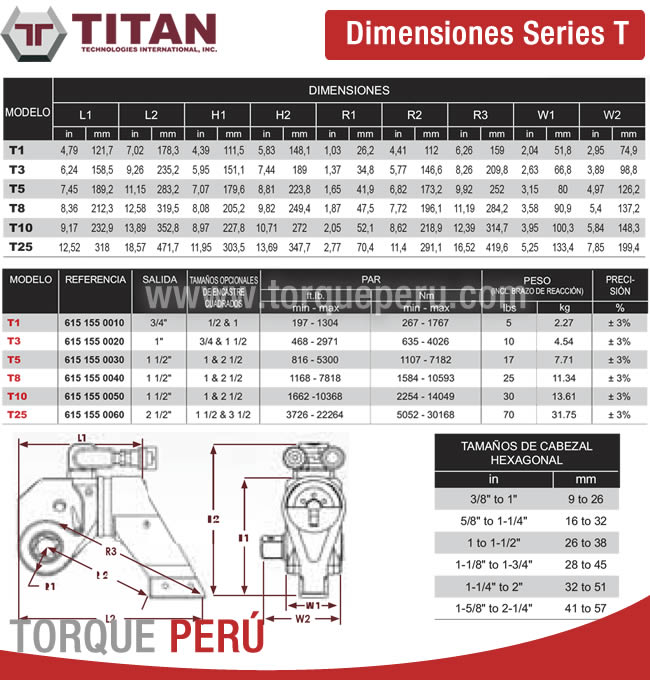 TITAN
TECHNOLOGIES INTERNATIONAL, INC.
Dimensiones Series T
MODELO DIMENSIONES
L1 L2 H1 H2 R1 R2 R3 W1 W2
in mm in mm in mm in mm in mm in mm in mm in mm in mm
T1 4,79 121,7 7,02 178,3 4,39 111,5 5,83 148,1 1,03 26,2 4,41 112 6,26 159 2,04 51,8 2,95 74,9
T3 6,24 158,5 9,26 235,2 5,95 151,1 7,44 189 1,37 34,8 5,77 146,6 8,26 209,8 2,63 66,8 3,89 98,8
T5 7,45 189,2 11,15 283,2 7,07 179,6 8,81 223,8 1,65 41,9 6,82 173,2 9,92 252 3,15 80 4,97 126,2
T8 8,36 212,3 12,58 319,5 8,08 205,2 9,82 249,4 1,87 47,5 7,72 196,1 11,19 284,2 3,58 90,9 5,4 137,2
T10 9,17 232,9 13,89 352,8 8,97 227,8 10,71 272 2,05 52,1 8,62 218,9 12,39 314,7 3,95 100,3 5,84 148,3
T25 12,52 318 18,57 471,7 11,95 303,5 13,69 347,7 2,77 70,4 11,4 291,1 16,52 419,6 5,25 133,4 7,85 199,4
MODELO REFERENCIA SALIDA TAMAÑOS OPCIONALES DE ENCASTRE CUADRADOS PAR PESO (INCL. BRAZO DE REACCIÓN) PRECI-SIÓN
ft.lb. Nm
min - max min - max lbs kg %
www.torqueperu.com
T1 615 155 0010 3/4" 1/2 & 1 197 - 1304 267 - 1767 5 2.27 ± 3%
T3 615 155 0020 1" 3/4 & 1 1/2 468 - 2971 635 - 4026 10 4.54 ± 3%
T5 615 155 0030 1 1/2" 1 & 2 1/2 816 - 5300 1107 - 7182 17 7.71 ± 3%
T8 615 155 0040 1 1/2" 1 & 2 1/2 1168 - 7818 1584 - 10593 25 11.34 ± 3%
T10 615 155 0050 1 1/2" 1 & 2 1/2 1662 -10368 2254 - 14049 30 13.61 ± 3%
T25 615 155 0060 2 1/2" 1 1/2 & 3 1/2 3726 - 22264 5052 - 30168 70 31.75 ± 3%
L1
H2
H1
R3
R1
R2
L2
W1
W2
TAMAÑOS DE CABEZAL
HEXAGONAL
in mm
3/8" to 1" 9 to 26
5/8" to 1-1/4" 16 to 32
1 to 1-1/2" 26 to 38
1-1/8" to 1-3/4" 28 to 45
1-1/4" to 2" 32 to 51
1-5/8" to 2-1/4" 41 to 57
TORQUE PERÚ